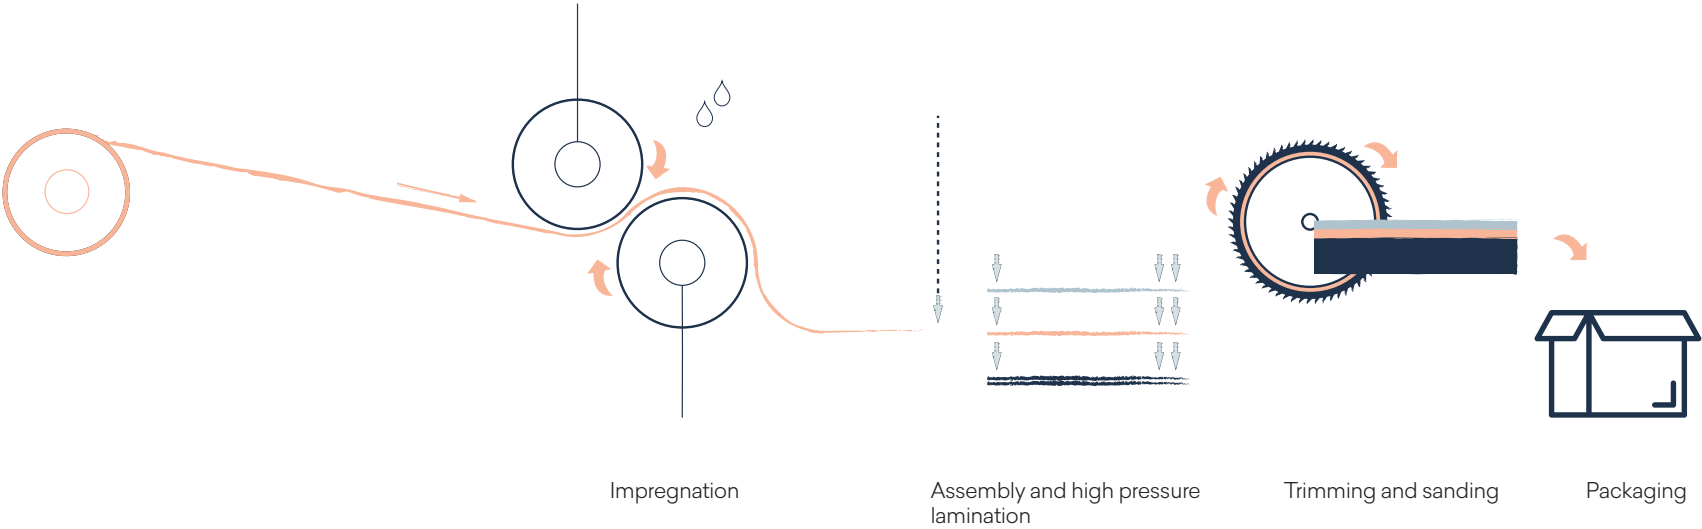 Impregnation
Assembly and high pressure
lamination
Trimming and sanding
Packaging